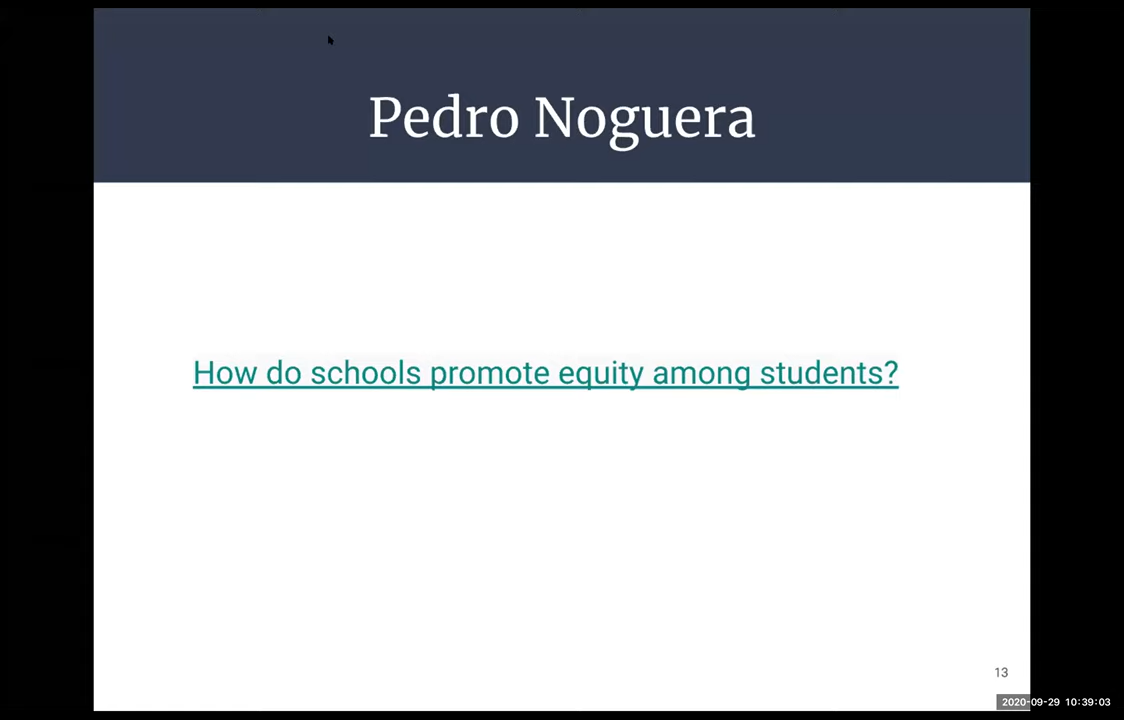 Pedro Noguera
How do schools promote equity among students?
13
2020-09-29 10:39:03